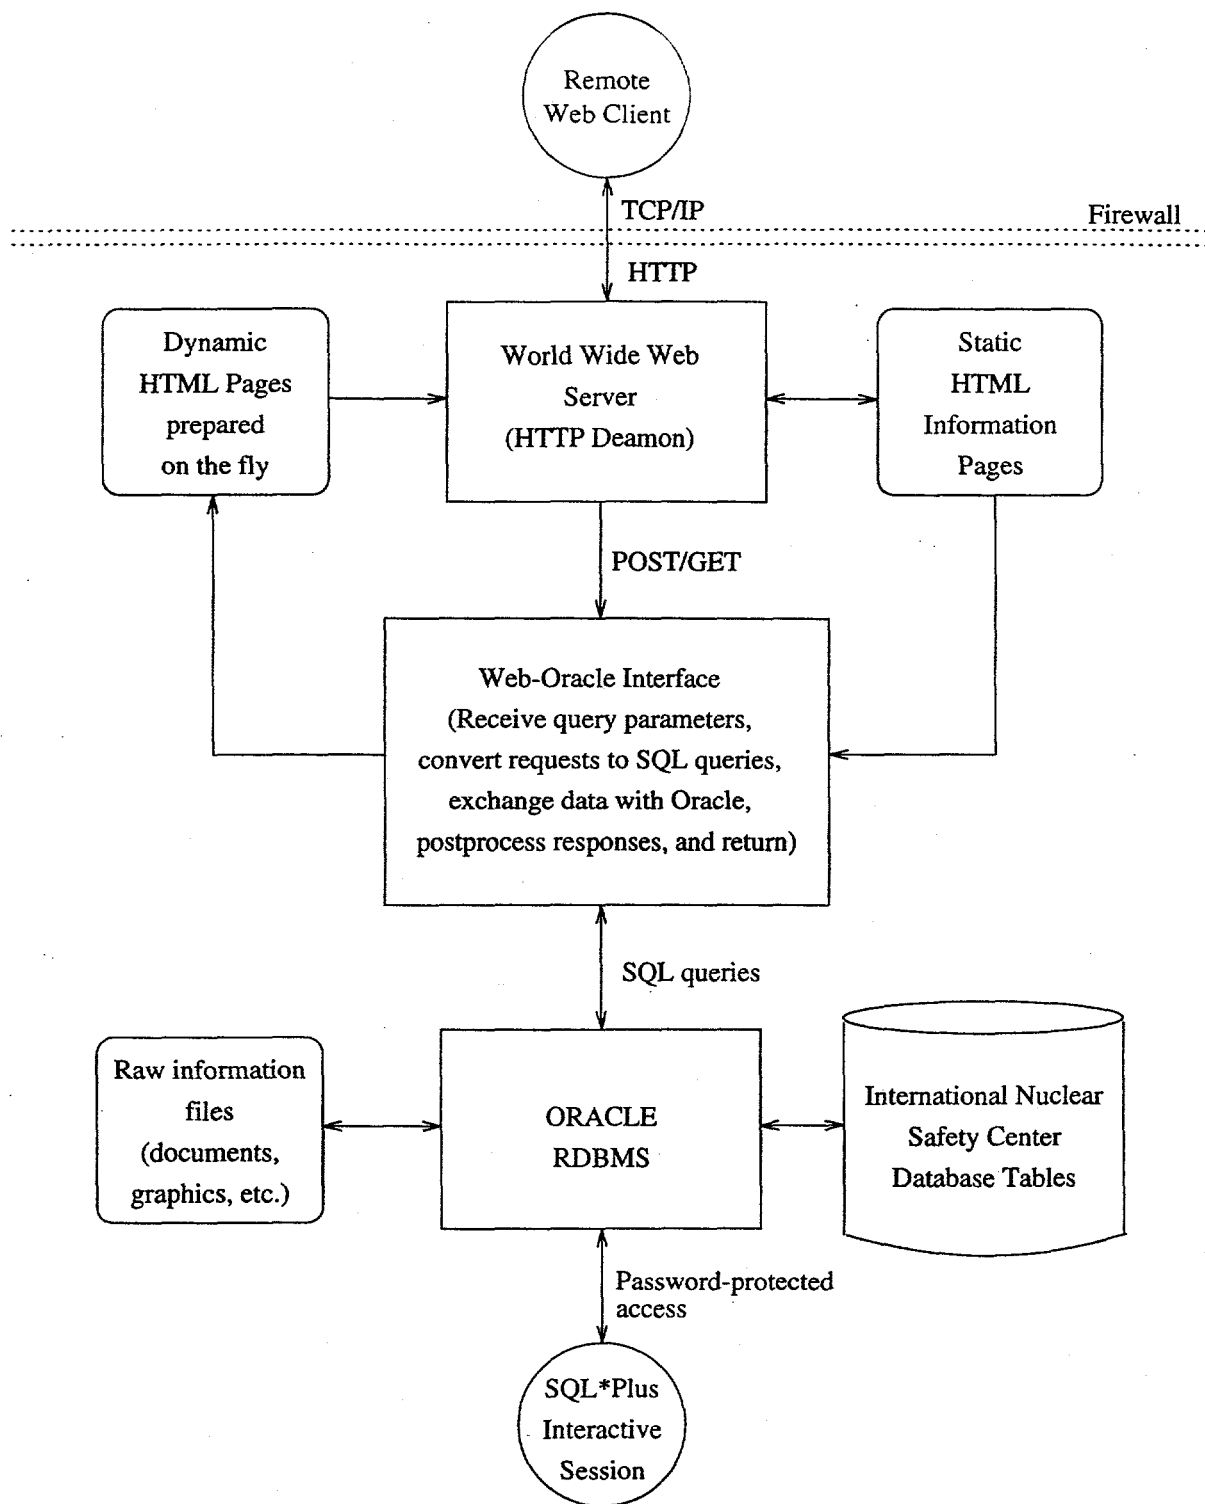 Remote
Web Client
TCP/IP
Firewall
HTTP
Dynamic
HTML Pages
prepared
on the fly
World Wide Web
Server
(HTTP Deamon)
Static
HTML
Information
Pages
POST/GET
Web-Oracle Interface
(Receive query parameters,
convert requests to SQL queries,
exchange data with Oracle,
postprocess responses, and return)
SQL queries
Raw information
files
(documents,
graphics, etc.)
ORACLE
RDBMS
International Nuclear
Safety Center
Database Tables
Password-protected
access
SQL*Plus
Interactive
Session